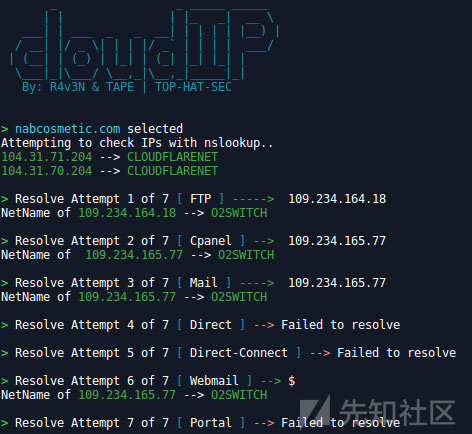 cloudIP
By: R4v3N & TAPE | TOP-HAT-SEC
> nabcosmetic.com selected
Attempting to check IPs with nslookup..
104.31.71.204 --> CLOUDFLARENET
104.31.70.204 --> CLOUDFLARENET
> Resolve Attempt 1 of 7 [ FTP ] -----> 109.234.164.18
NetName of 109.234.164.18 --> O2SWITCH
> Resolve Attempt 2 of 7 [ Cpanel ] --> 109.234.165.77
NetName of 109.234.165.77 --> O2SWITCH
> Resolve Attempt 3 of 7 [ Mail ] ----> 109.234.165.77
NetName of 109.234.165.77 --> O2SWITCH
> Resolve Attempt 4 of 7 [ Direct ] --> Failed to resolve
> Resolve Attempt 5 of 7 [ Direct-Connect ] --> Failed to resolve
> Resolve Attempt 6 of 7 [ Webmail ] --> $
NetName of 109.234.165.77 --> O2SWITCH
> Resolve Attempt 7 of 7 [ Portal ] --> Failed to resolve
先知社区